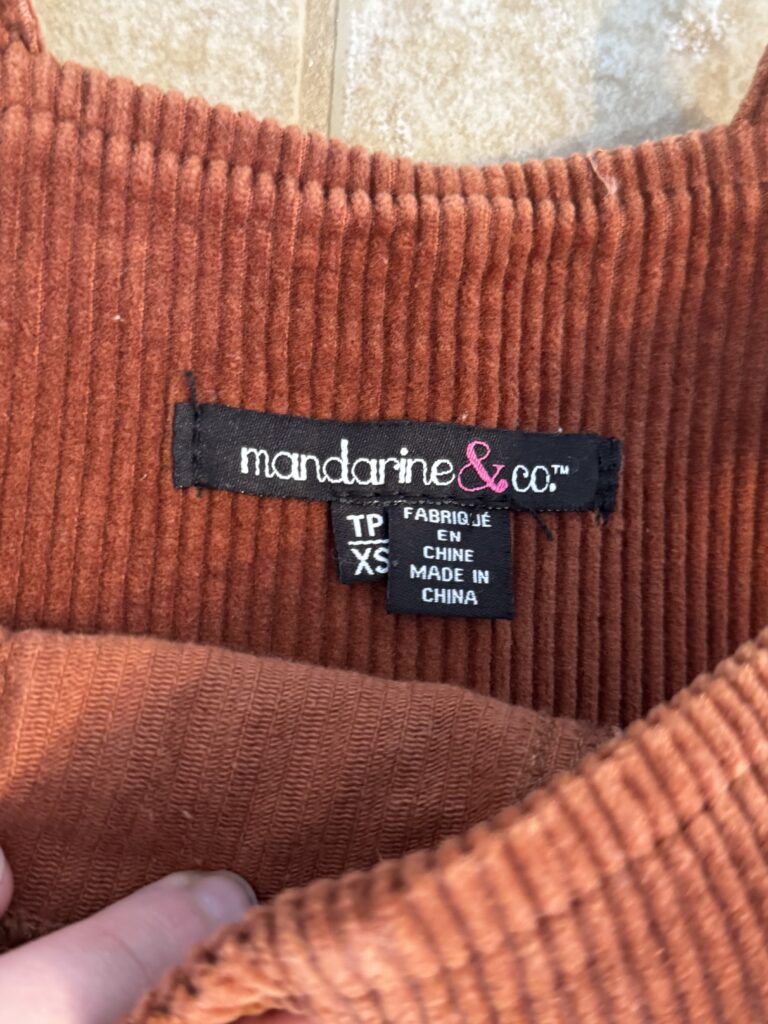 mandarine & co.™
TP
XS
FABRIQUÉ
EN
CHINE
MADE IN
CHINA